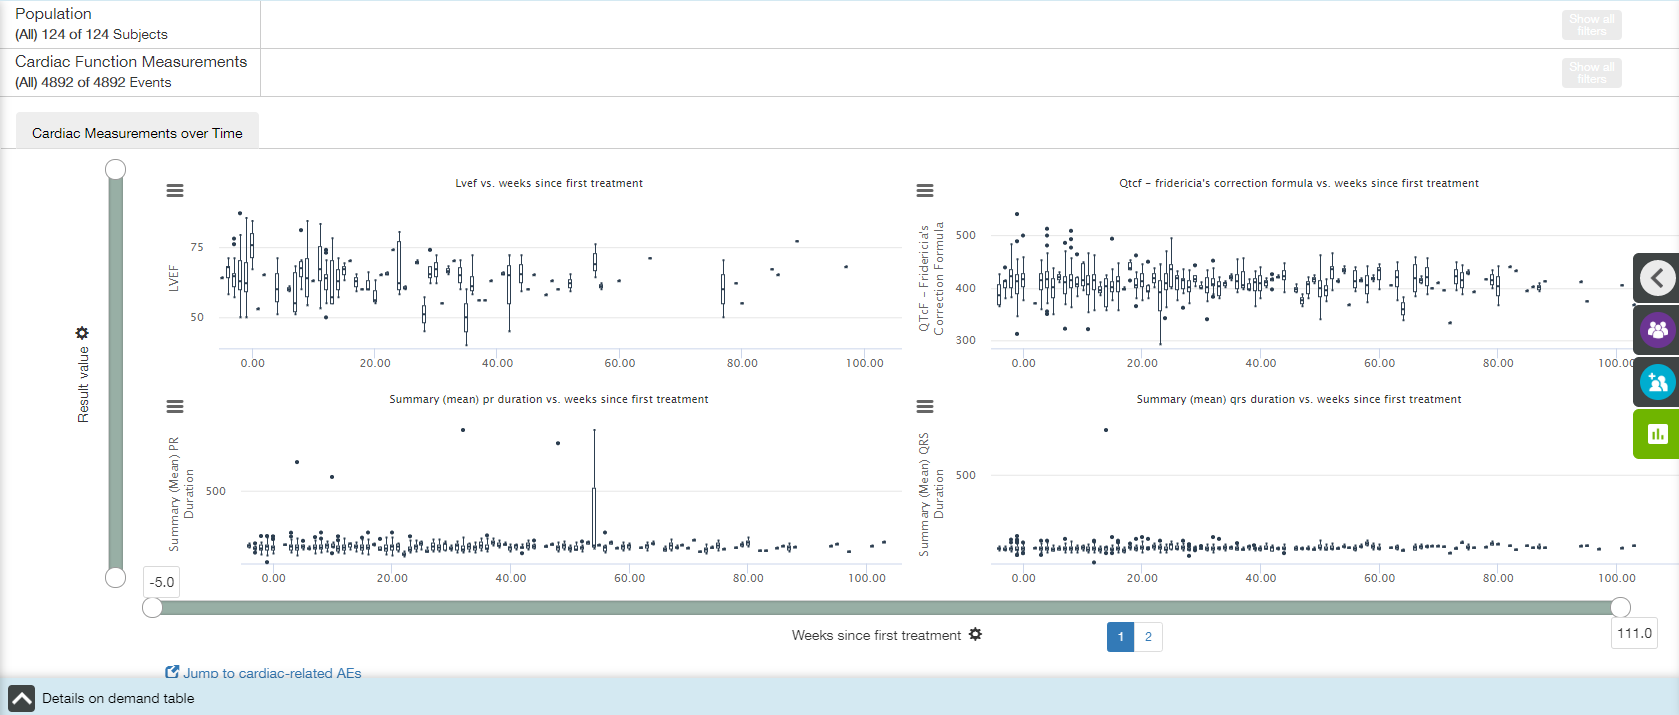 Population
(All) 124 of 124 Subjects
Show all
filters
Cardiac Function Measurements
(All) 4892 of 4892 Events
Show all
filters
Cardiac Measurements over Time
Result value
Lvef vs. weeks since first treatment
LVEF
75
50
0.00 20.00 40.00 60.00 80.00 100.00
Qtcf - fridericia's correction formula vs. weeks since first treatment
QTcF - Fridericia's
Correction Formula
500
400
300
0.00 20.00 40.00 60.00 80.00 100.00
Summary (mean) pr duration vs. weeks since first treatment
Summary (Mean) PR
Duration
500
0.00 20.00 40.00 60.00 80.00 100.00
Summary (mean) qrs duration vs. weeks since first treatment
Summary (Mean) QRS
Duration
500
0.00 20.00 40.00 60.00 80.00 100.00
-5.0
111.0
Weeks since first treatment
1 2
Jump to cardiac-related AEs
Details on demand table